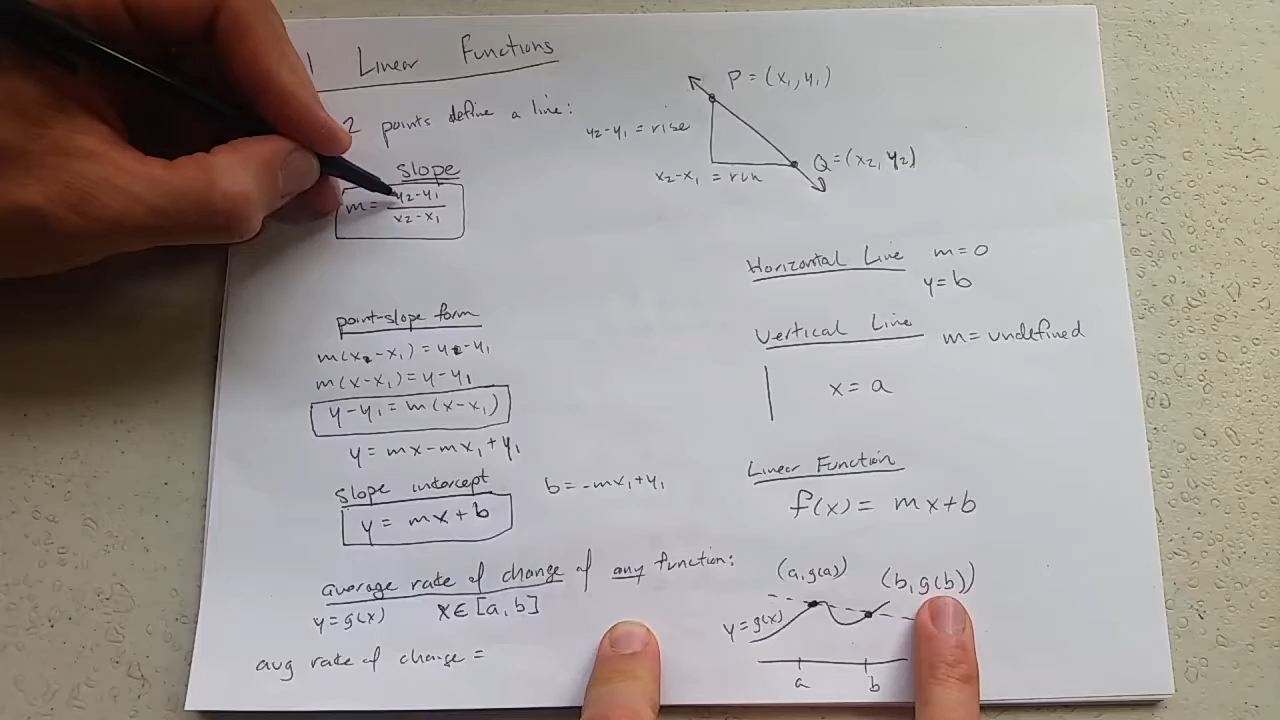 1 Linear Functions
2 points define a line:
slope
m = y₂-y₁ / x₂-x₁
P = (x₁, y₁)
y₂-y₁ = rise
Q = (x₂, y₂)
x₂-x₁ = run
point-slope form
m(x₂-x₁) = y₂-y₁
m(x-x₁) = y-y₁
y-y₁ = m(x-x₁)
y = mx-mx₁+y₁
slope intercept
b = -mx₁+y₁
y = mx+b
Horizontal Line m=0
y=b
Vertical Line m=undefined
x=a
Linear Function
f(x) = mx+b
average rate of change of any function:
y=g(x) x∈[a,b]
avg rate of change =
(a, g(a))
(b, g(b))
y=g(x)
a b